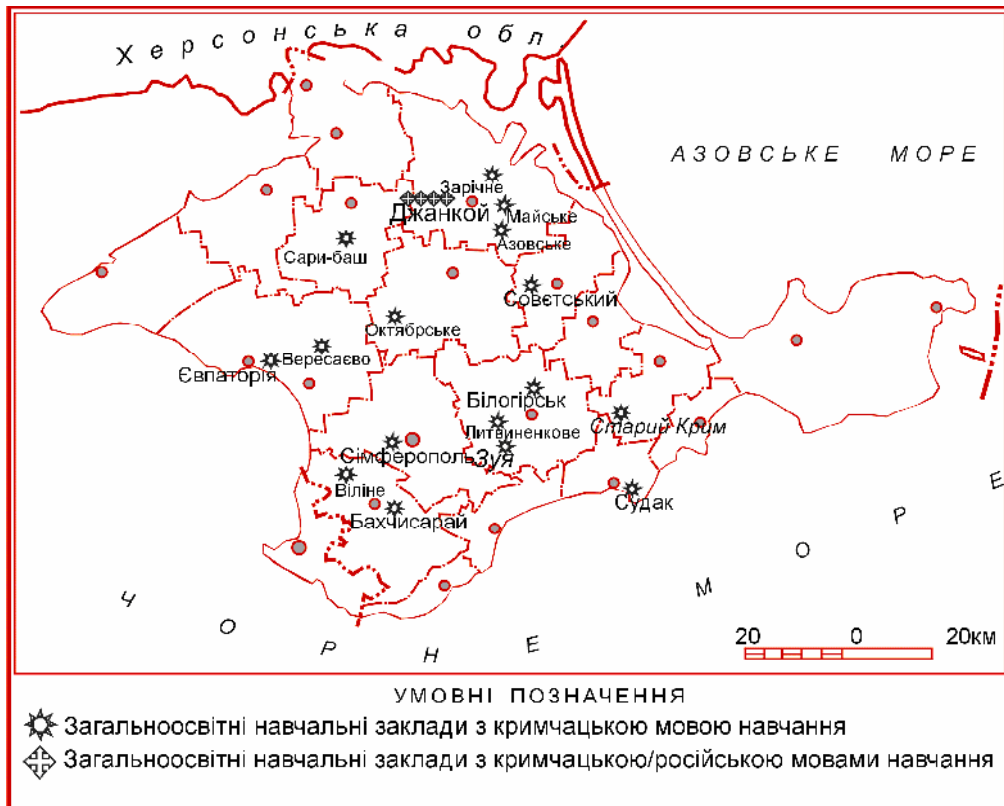 Херсонська обл
АЗОВСЬКЕ МОРЕ
Зарічне
Джанкой
Майське
Азовське
Сари-баш
Совєтський
Октябрське
Вересаєво
Євпаторія
Білогірськ
Литвиненкове
Старий Крим
Сімферополь
Зуя
Віліне
Судак
Бахчисарай
ЧОРНЕ МОРЕ
20 0 20км
УМОВНІ ПОЗНАЧЕННЯ
Загальноосвітні навчальні заклади з кримчацькою мовою навчання
Загальноосвітні навчальні заклади з кримчацькою/російською мовами навчання